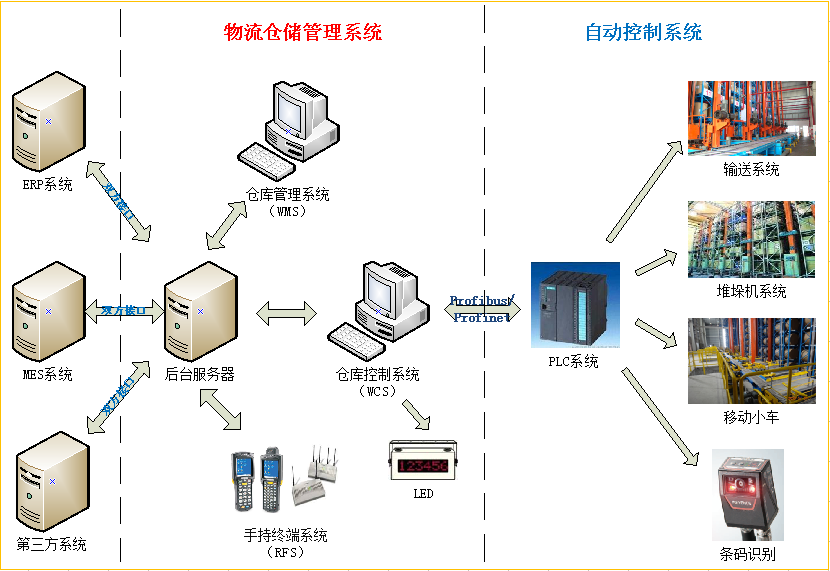 物流仓储管理系统
自动控制系统
ERP系统
双方接口
仓库管理系统
（WMS）
输送系统
堆垛机系统
MES系统
双方接口
后台服务器
仓库控制系统
（WCS）
Profibus/
Profinet
PLC系统
移动小车
第三方系统
双方接口
手持终端系统
（RFS）
123456
LED
条码识别